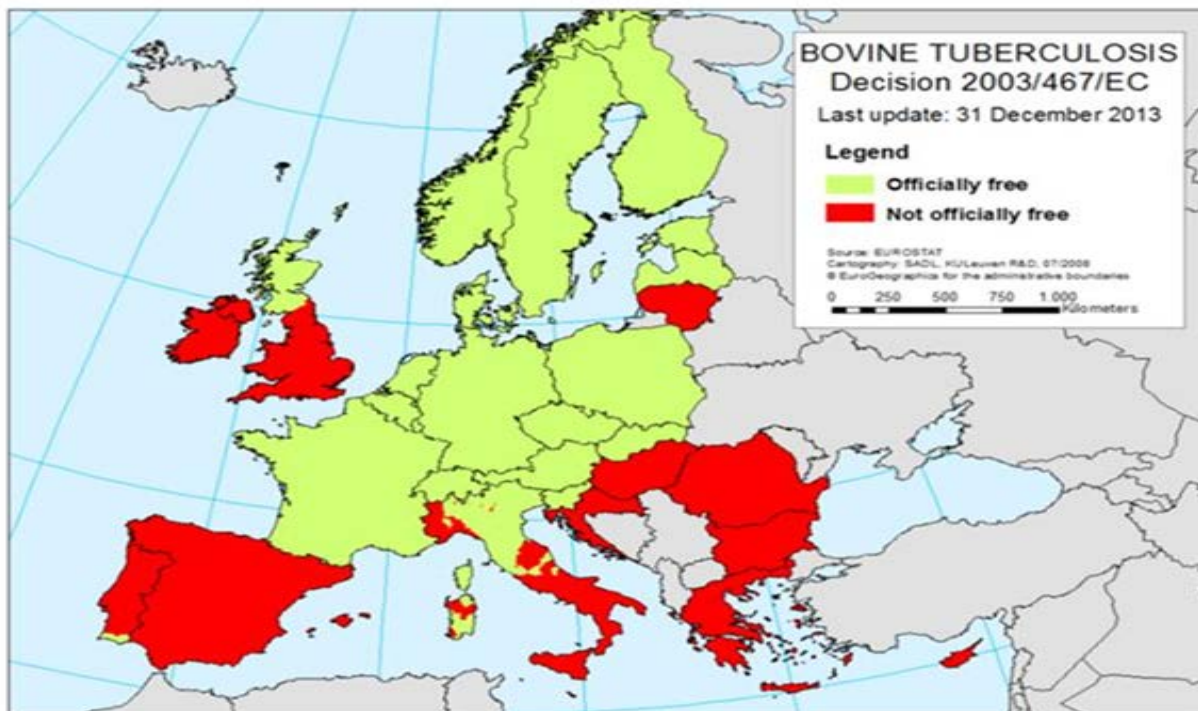 BOVINE TUBERCULOSIS
Decision 2003/467/EC
Last update: 31 December 2013
Legend
Officially free
Not officially free
Source: EUROSTAT
Cartography: SADL, KULeuven R&D, 07/2008
© EuroGeographics for the administrative boundaries
0 250 500 750 1.000
Kilometers